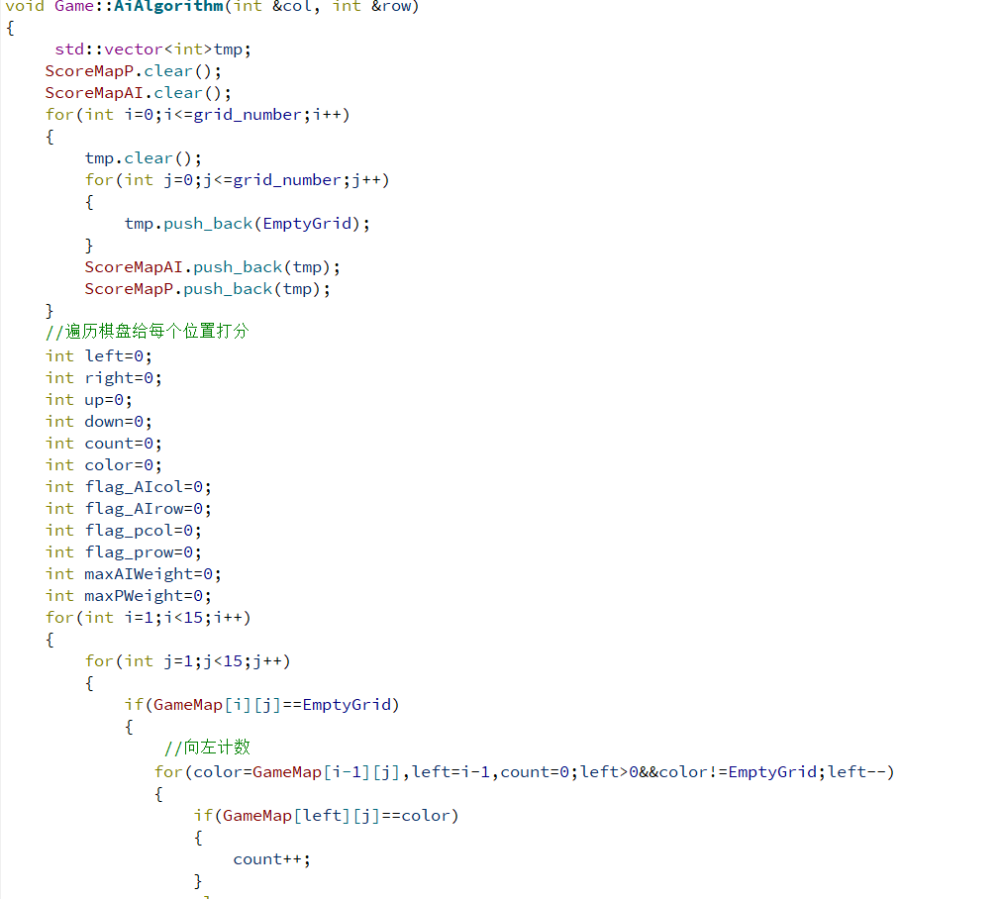 void Game::AiAlgorithm(int &col, int &row)
{
     std::vector<int>tmp;
    ScoreMapP.clear();
    ScoreMapAI.clear();
    for(int i=0;i<=grid_number;i++)
    {
        tmp.clear();
        for(int j=0;j<=grid_number;j++)
        {
            tmp.push_back(EmptyGrid);
        }
        ScoreMapAI.push_back(tmp);
        ScoreMapP.push_back(tmp);
    }
    //遍历棋盘给每个位置打分
    int left=0;
    int right=0;
    int up=0;
    int down=0;
    int count=0;
    int color=0;
    int flag_AIcol=0;
    int flag_AIrow=0;
    int flag_pcol=0;
    int flag_prow=0;
    int maxAIWeight=0;
    int maxPWeight=0;
    for(int i=1;i<15;i++)
    {
        for(int j=1;j<15;j++)
        {
            if(GameMap[i][j]==EmptyGrid)
            {
                //向左计数
               for(color=GameMap[i-1][j],left=i-1,count=0;left>0&&color!=EmptyGrid;left--)
               {
                   if(GameMap[left][j]==color)
                   {
                       count++;
                   }